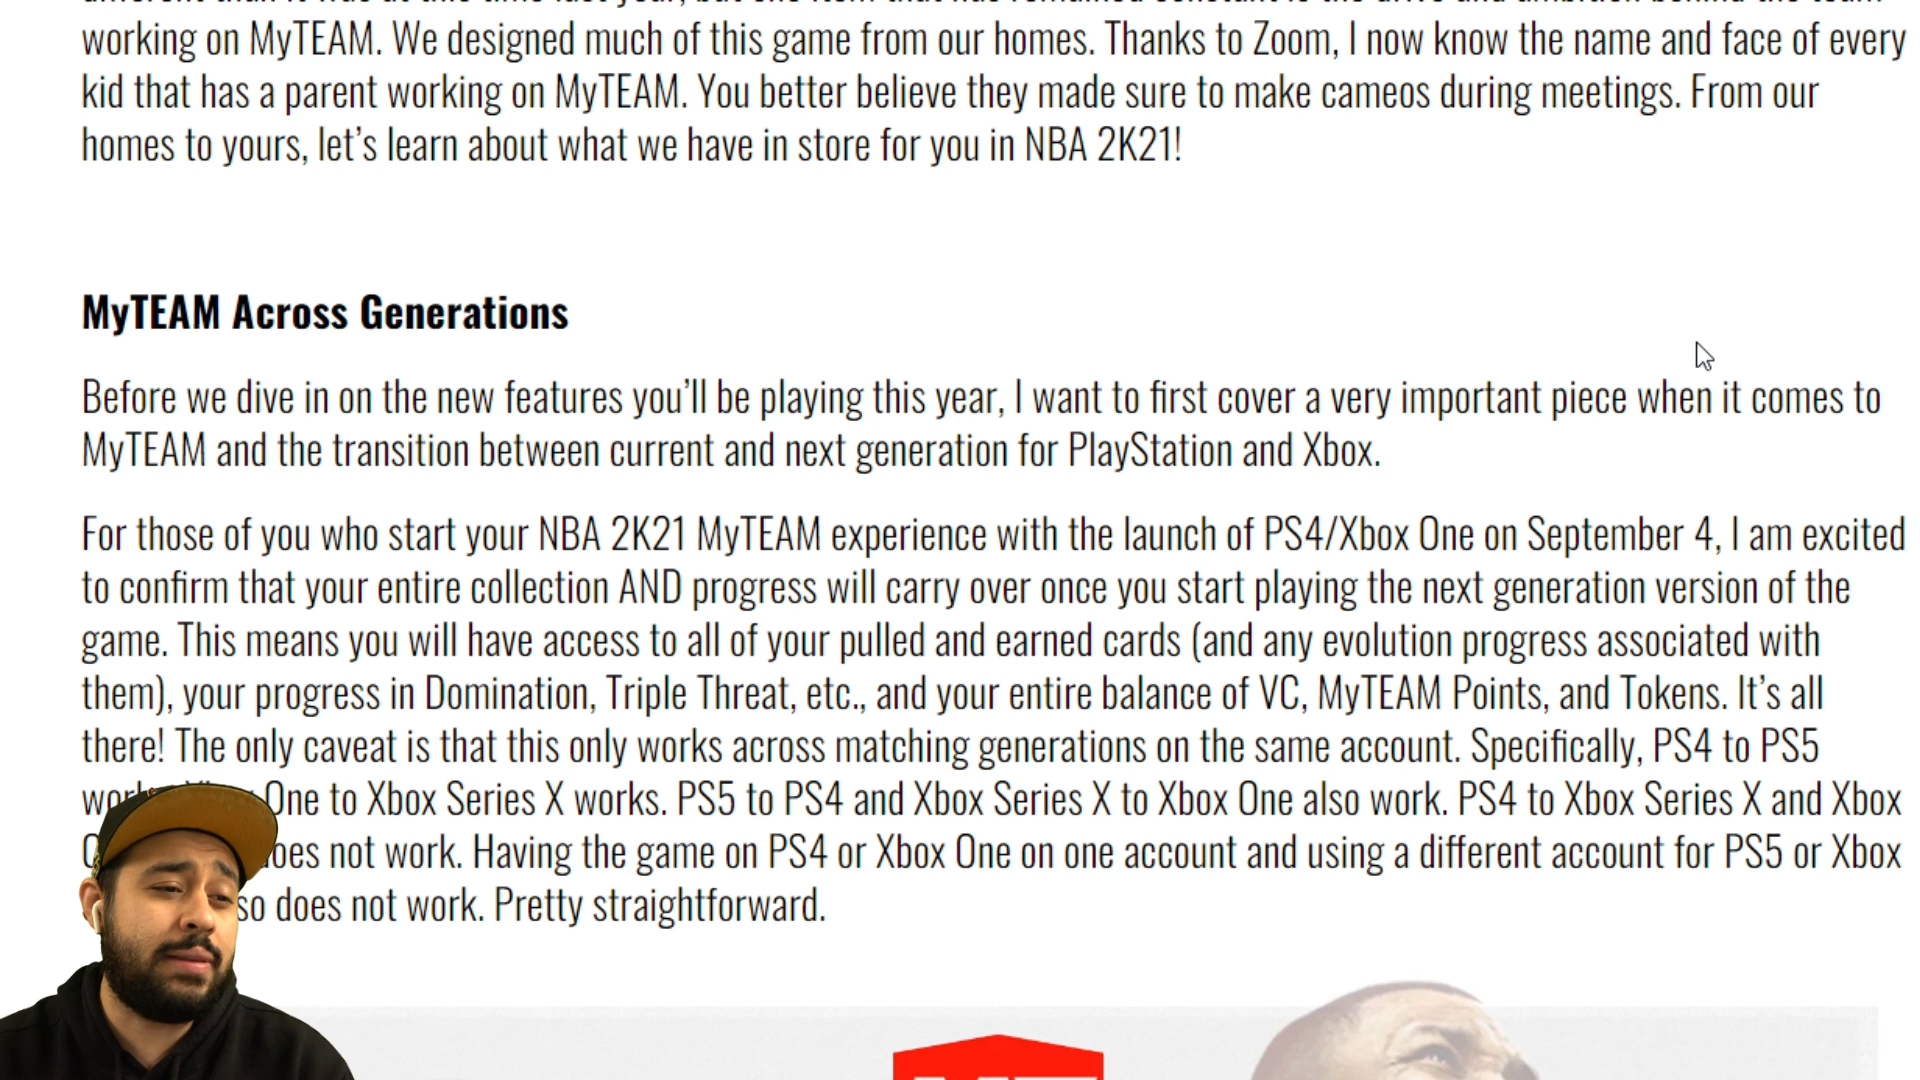 working on MyTEAM. We designed much of this game from our homes. Thanks to Zoom, I now know the name and face of every
kid that has a parent working on MyTEAM. You better believe they made sure to make cameos during meetings. From our
homes to yours, let’s learn about what we have in store for you in NBA 2K21!
MyTEAM Across Generations
Before we dive in on the new features you’ll be playing this year, I want to first cover a very important piece when it comes to
MyTEAM and the transition between current and next generation for PlayStation and Xbox.
For those of you who start your NBA 2K21 MyTEAM experience with the launch of PS4/Xbox One on September 4, I am excited
to confirm that your entire collection AND progress will carry over once you start playing the next generation version of the
game. This means you will have access to all of your pulled and earned cards (and any evolution progress associated with
them), your progress in Domination, Triple Threat, etc., and your entire balance of VC, MyTEAM Points, and Tokens. It’s all
there! The only caveat is that this only works across matching generations on the same account. Specifically, PS4 to PS5
One to Xbox Series X works. PS5 to PS4 and Xbox Series X to Xbox One also work. PS4 to Xbox Series X and Xbox
does not work. Having the game on PS4 or Xbox One on one account and using a different account for PS5 or Xbox
so does not work. Pretty straightforward.